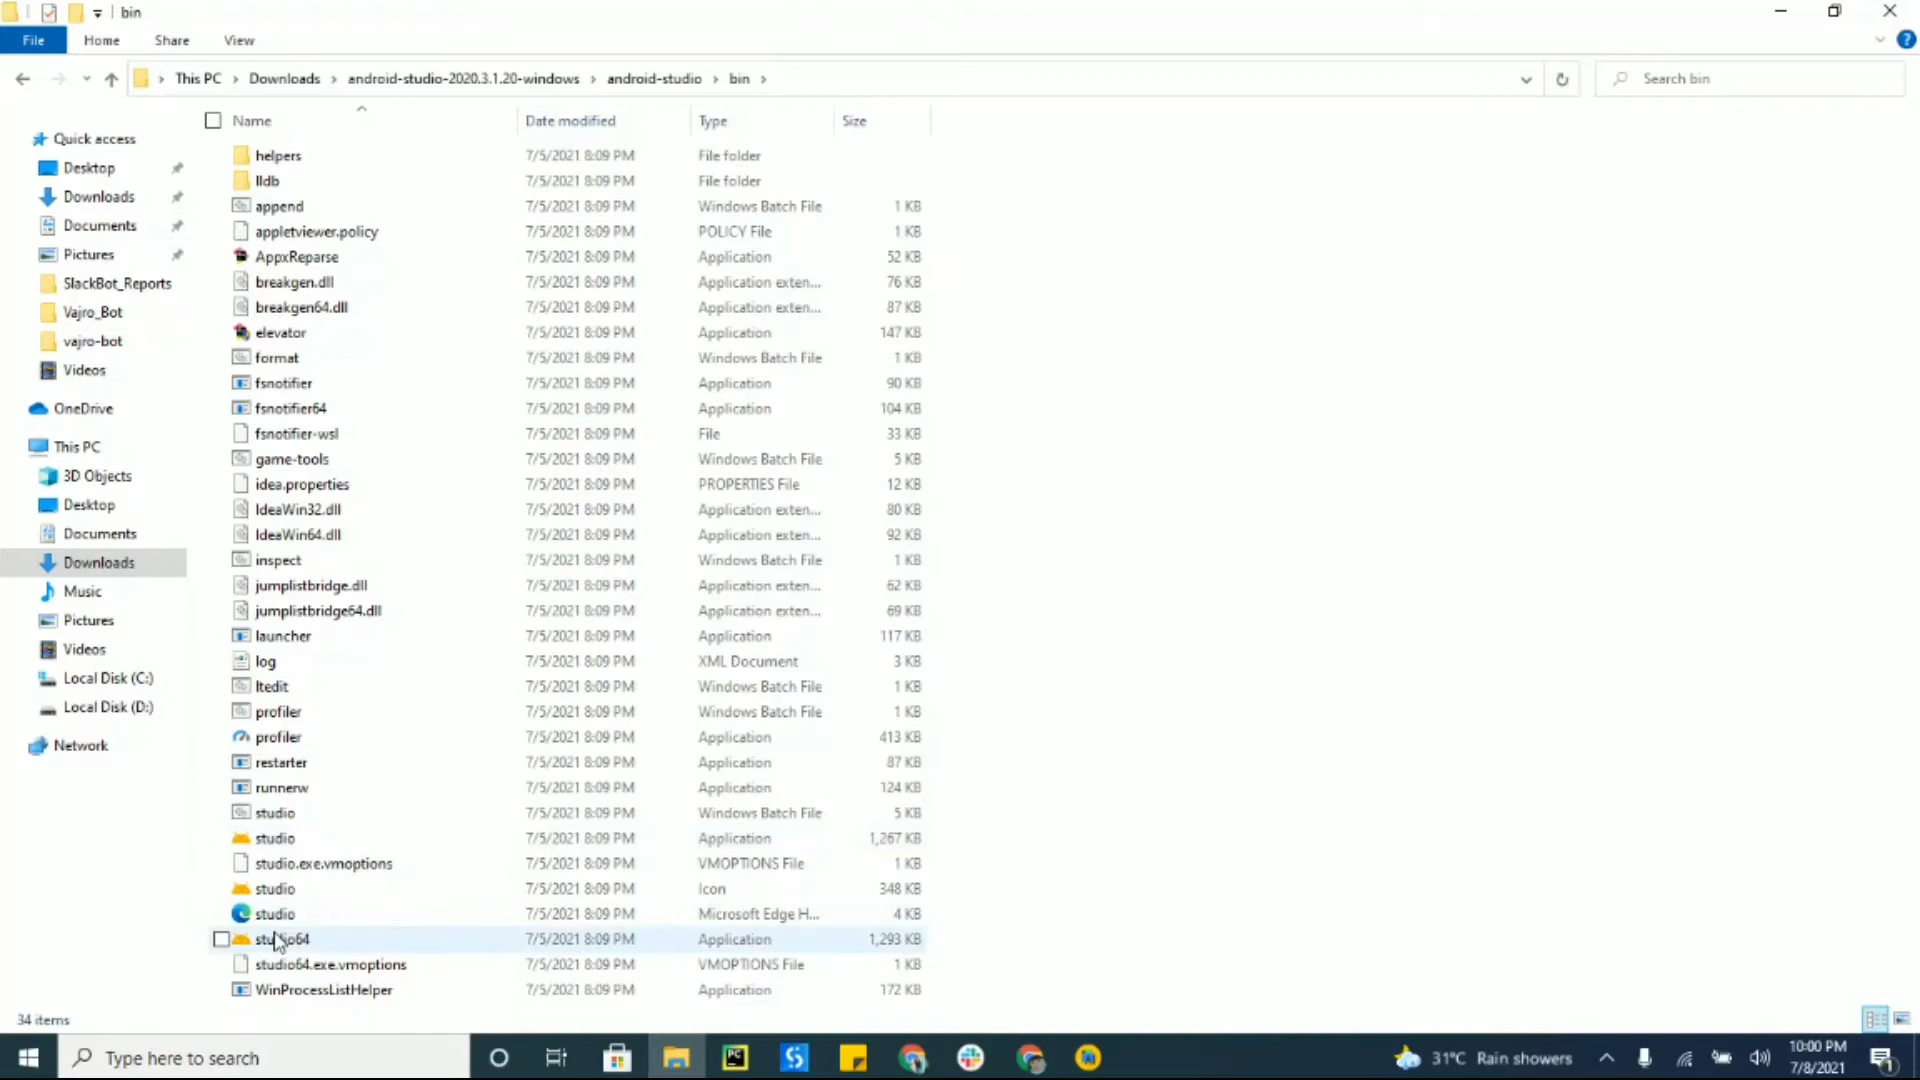 bin
File Home Share View
This PC Downloads android-studio-2020.3.1.20-windows android-studio bin Search bin
Name Date modified Type Size
Quick access
Desktop
Downloads
Documents
Pictures
SlackBot_Reports
Vajro_Bot
vajro-bot
Videos
OneDrive
This PC
3D Objects
Desktop
Documents
Downloads
Music
Pictures
Videos
Local Disk (C:)
Local Disk (D:)
Network
helpers 7/5/2021 8:09 PM File folder
lldb 7/5/2021 8:09 PM File folder
append 7/5/2021 8:09 PM Windows Batch File 1 KB
appletviewer.policy 7/5/2021 8:09 PM POLICY File 1 KB
AppxReparse 7/5/2021 8:09 PM Application 52 KB
breakgen.dll 7/5/2021 8:09 PM Application exten... 76 KB
breakgen64.dll 7/5/2021 8:09 PM Application exten... 87 KB
elevator 7/5/2021 8:09 PM Application 147 KB
format 7/5/2021 8:09 PM Windows Batch File 1 KB
fsnotifier 7/5/2021 8:09 PM Application 90 KB
fsnotifier64 7/5/2021 8:09 PM Application 104 KB
fsnotifier-wsl 7/5/2021 8:09 PM File 33 KB
game-tools 7/5/2021 8:09 PM Windows Batch File 5 KB
idea.properties 7/5/2021 8:09 PM PROPERTIES File 12 KB
IdeaWin32.dll 7/5/2021 8:09 PM Application exten... 80 KB
IdeaWin64.dll 7/5/2021 8:09 PM Application exten... 92 KB
inspect 7/5/2021 8:09 PM Windows Batch File 1 KB
jumplistbridge.dll 7/5/2021 8:09 PM Application exten... 62 KB
jumplistbridge64.dll 7/5/2021 8:09 PM Application exten... 69 KB
launcher 7/5/2021 8:09 PM Application 117 KB
log 7/5/2021 8:09 PM XML Document 3 KB
ltedit 7/5/2021 8:09 PM Windows Batch File 1 KB
profiler 7/5/2021 8:09 PM Windows Batch File 1 KB
profiler 7/5/2021 8:09 PM Application 413 KB
restarter 7/5/2021 8:09 PM Application 87 KB
runnerw 7/5/2021 8:09 PM Application 124 KB
studio 7/5/2021 8:09 PM Windows Batch File 5 KB
studio 7/5/2021 8:09 PM Application 1,267 KB
studio.exe.vmoptions 7/5/2021 8:09 PM VMOPTIONS File 1 KB
studio 7/5/2021 8:09 PM Icon 348 KB
studio 7/5/2021 8:09 PM Microsoft Edge H... 4 KB
studio64 7/5/2021 8:09 PM Application 1,293 KB
studio64.exe.vmoptions 7/5/2021 8:09 PM VMOPTIONS File 1 KB
WinProcessListHelper 7/5/2021 8:09 PM Application 172 KB
34 items
Type here to search
31°C Rain showers
10:00 PM
7/8/2021